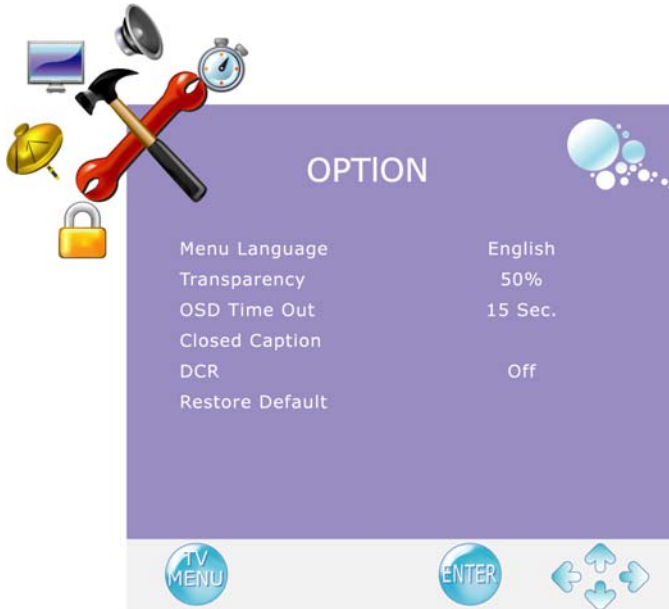 OPTION
Menu Language English
Transparency 50%
OSD Time Out 15 Sec.
Closed Caption
DCR Off
Restore Default
TV
MENU
ENTER